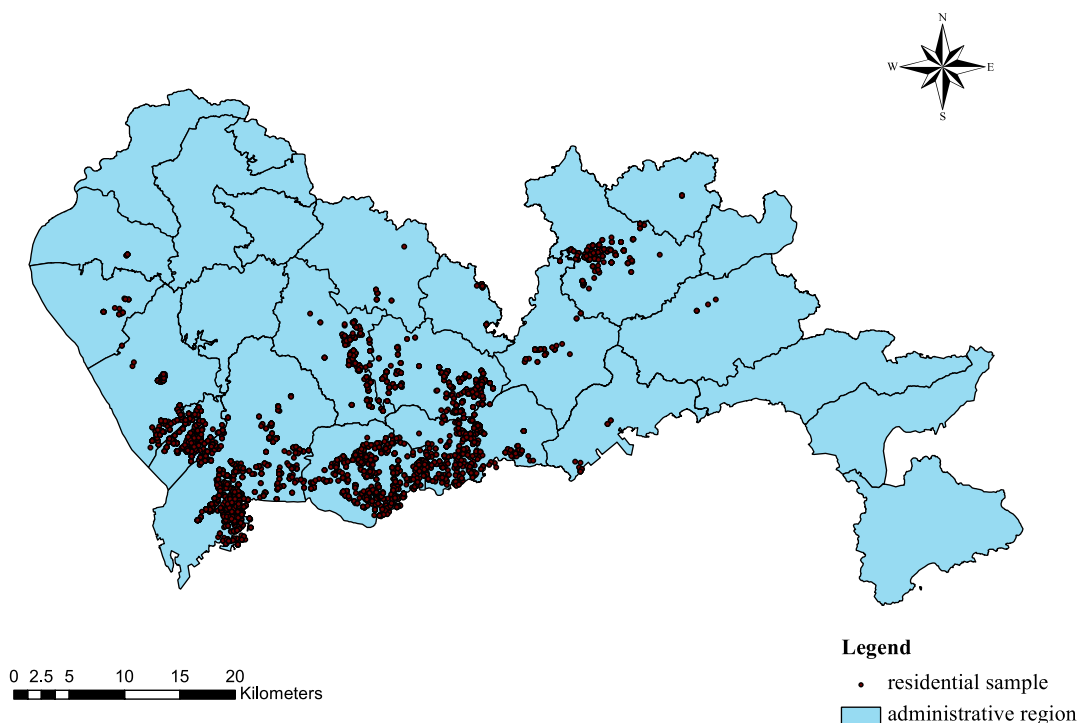 N
W E
S
0 2.5 5 10 15 20
Kilometers
Legend
residential sample
administrative region